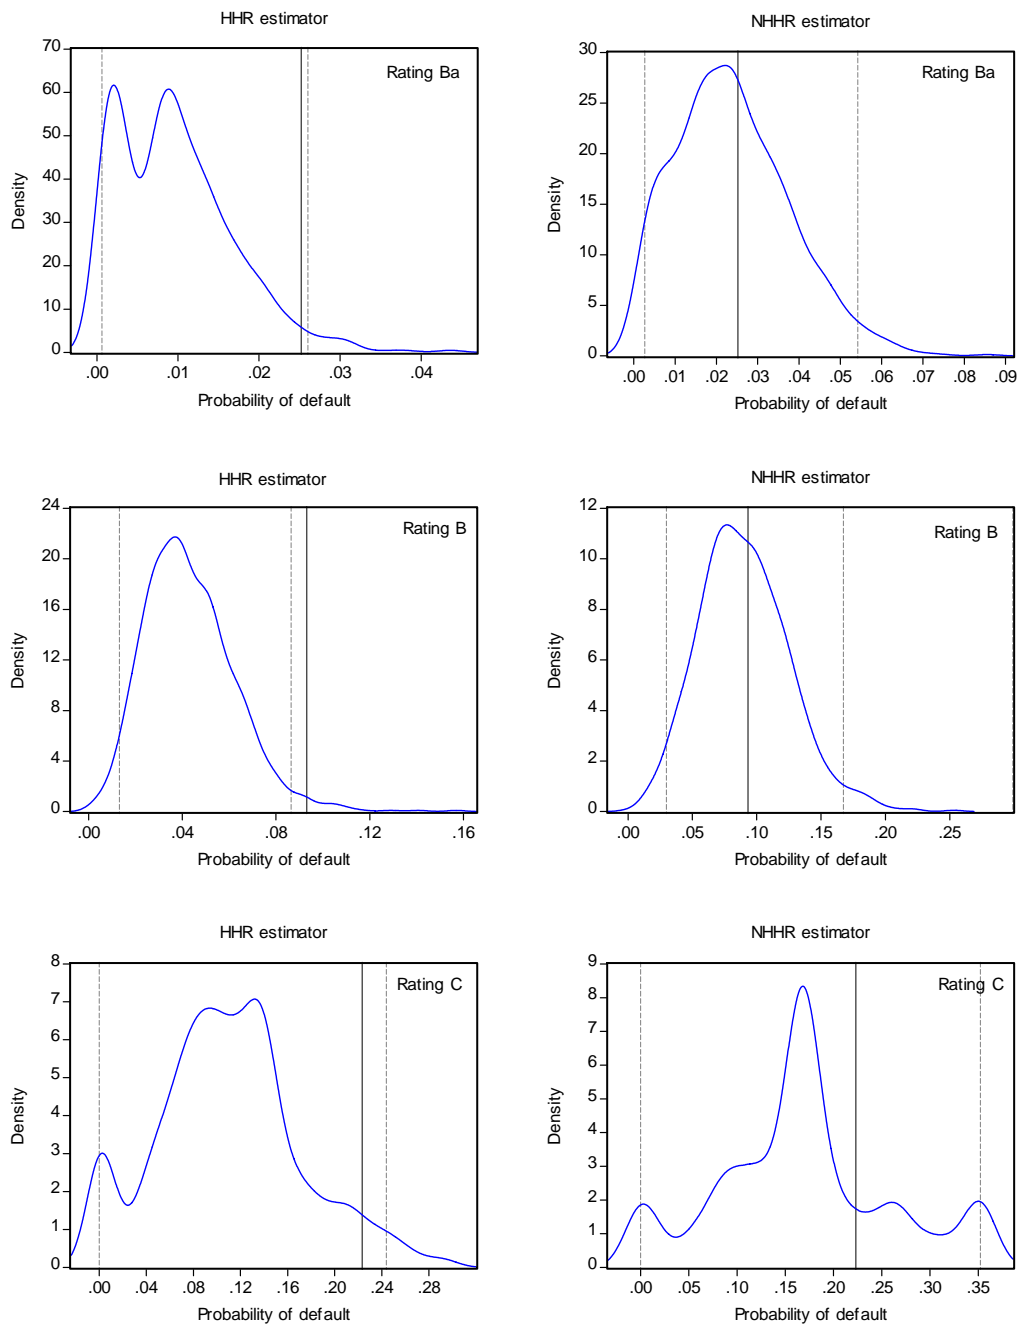 HHR estimator
70
60
50
40
30
20
10
0
Density
Rating Ba
.00 .01 .02 .03 .04
Probability of default
NHHR estimator
30
25
20
15
10
5
0
Density
Rating Ba
.00 .01 .02 .03 .04 .05 .06 .07 .08 .09
Probability of default
HHR estimator
24
20
16
12
8
4
0
Density
Rating B
.00 .04 .08 .12 .16
Probability of default
NHHR estimator
12
10
8
6
4
2
0
Density
Rating B
.00 .05 .10 .15 .20 .25
Probability of default
HHR estimator
8
7
6
5
4
3
2
1
0
Density
Rating C
.00 .04 .08 .12 .16 .20 .24 .28
Probability of default
NHHR estimator
9
8
7
6
5
4
3
2
1
0
Density
Rating C
.00 .05 .10 .15 .20 .25 .30 .35
Probability of default